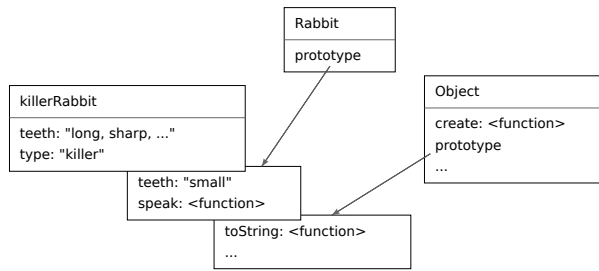 Rabbit
prototype
killerRabbit
teeth: "long, sharp, ..."
type: "killer"
Object
create: <function>
prototype
...
teeth: "small"
speak: <function>
toString: <function>
...